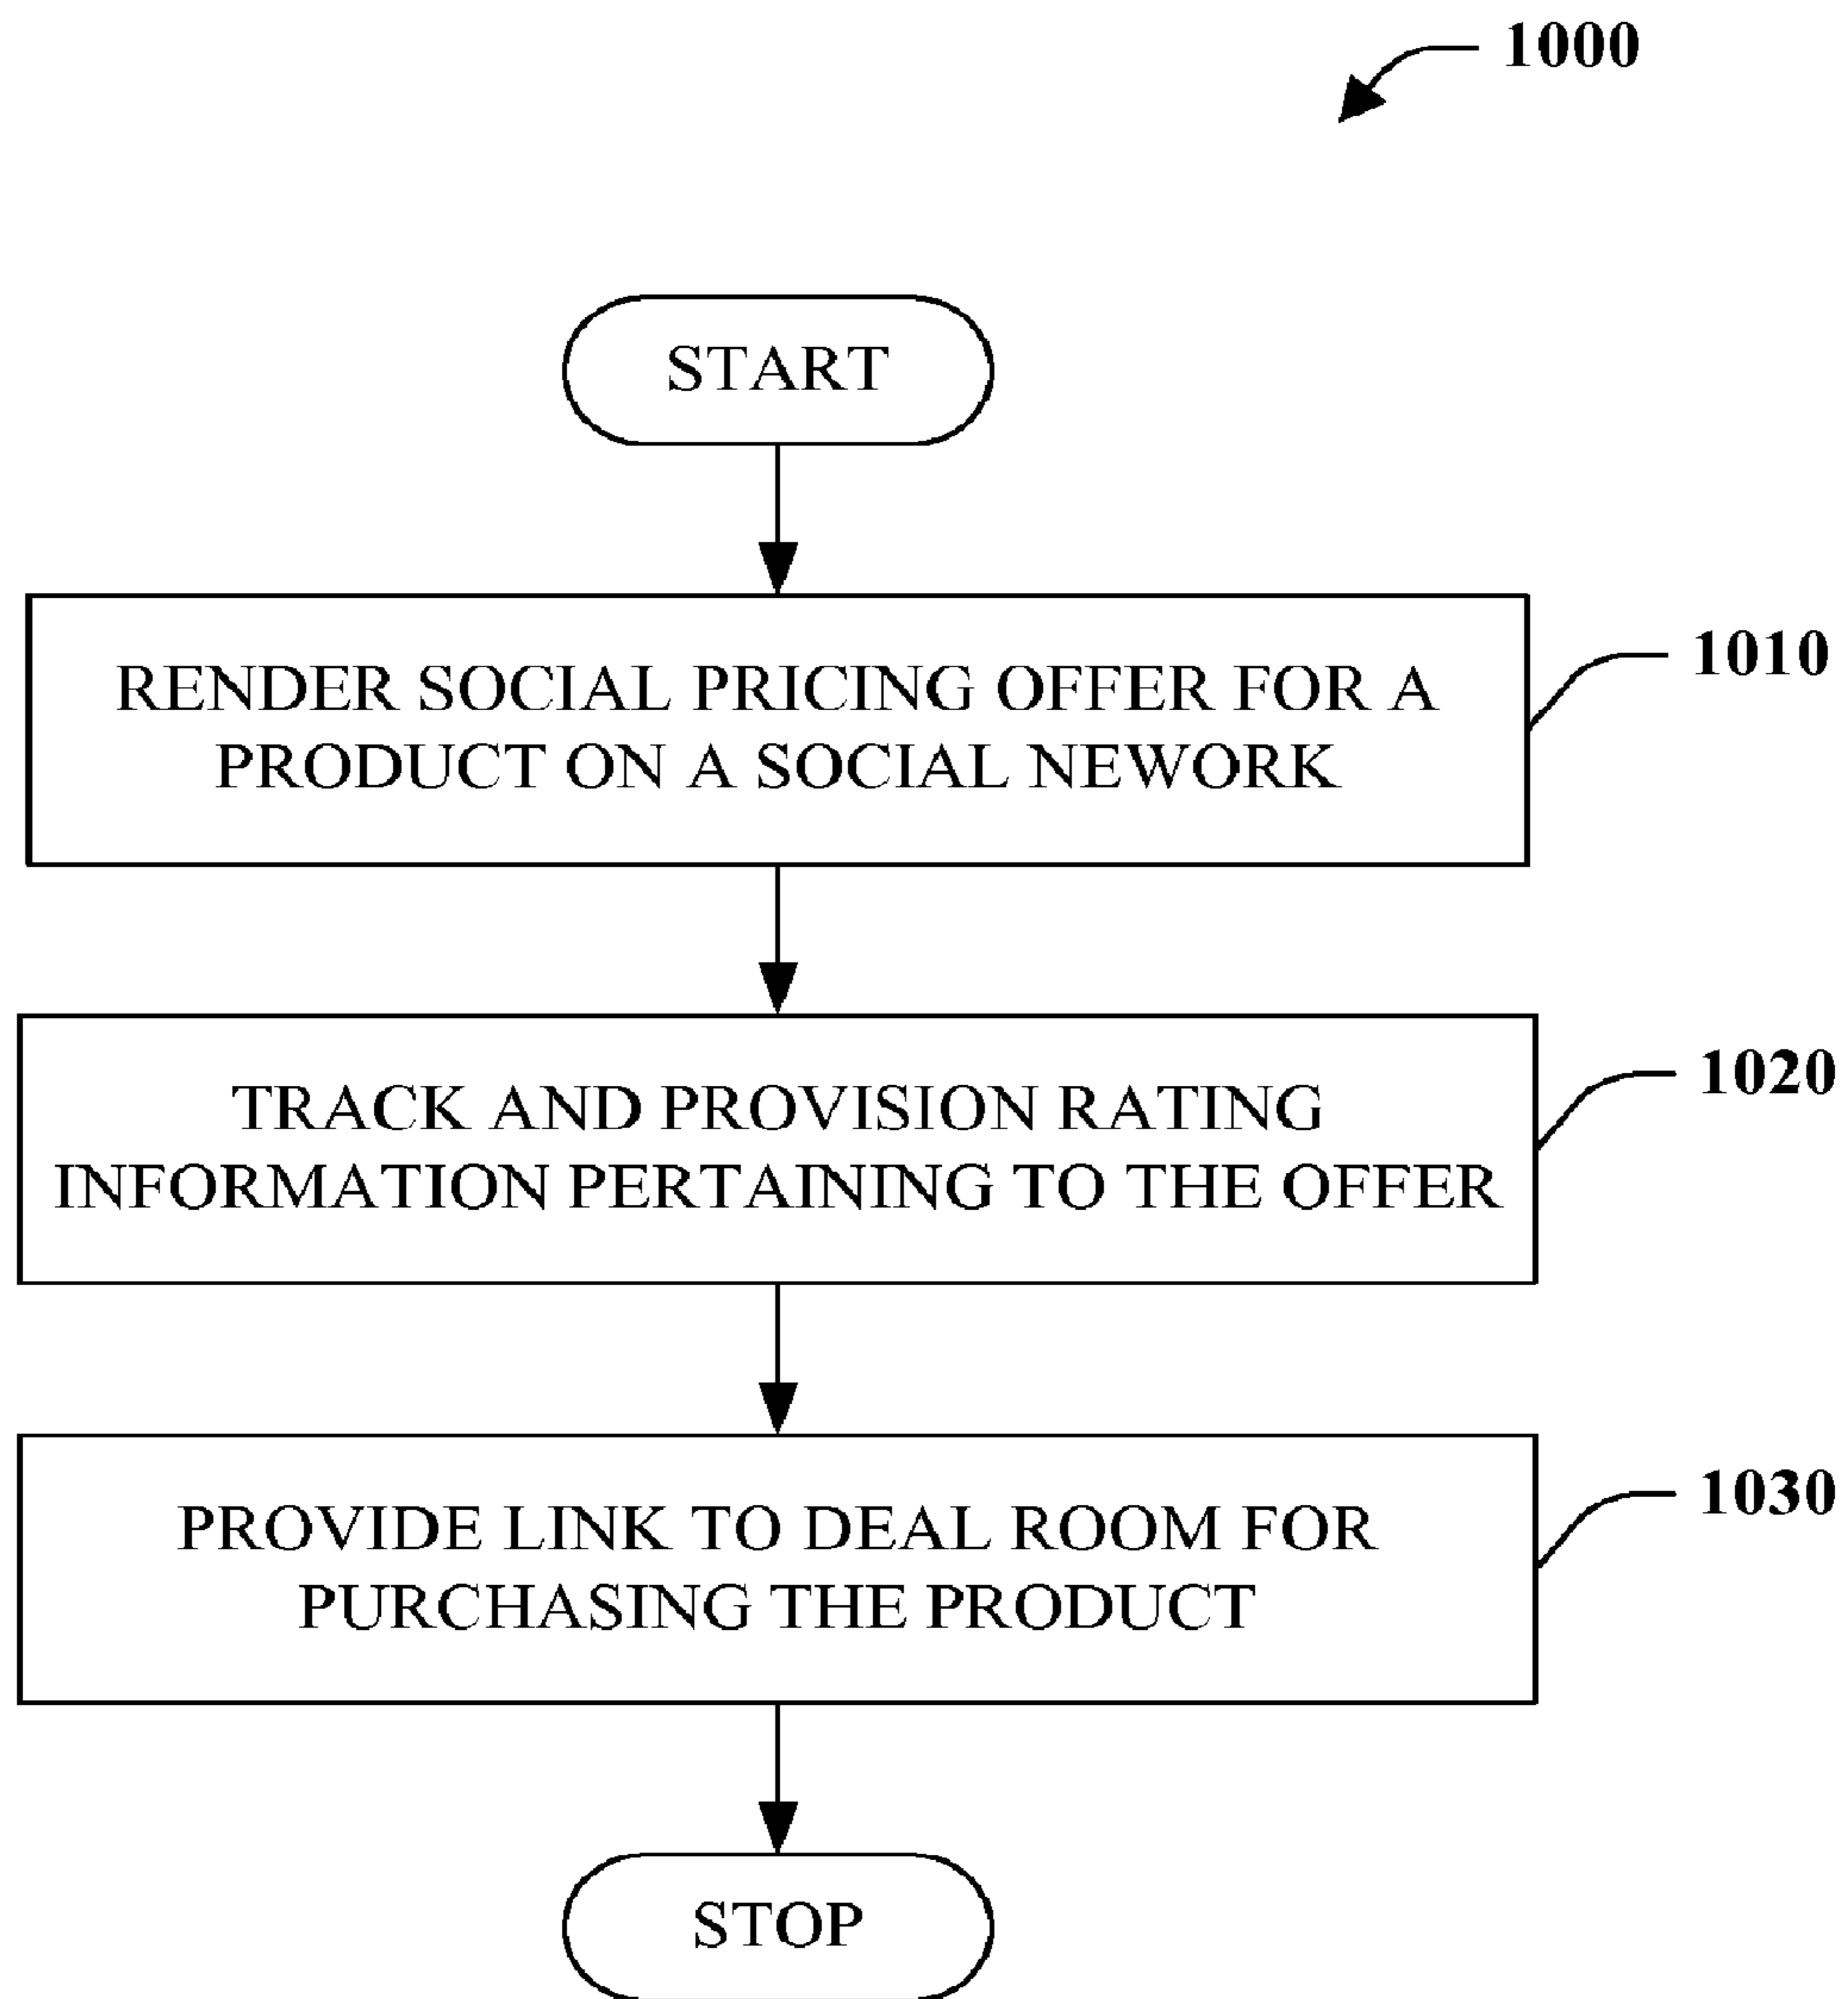 1000
START
RENDER SOCIAL PRICING OFFER FOR A
PRODUCT ON A SOCIAL NEWORK
1010
TRACK AND PROVISION RATING
INFORMATION PERTAINING TO THE OFFER
1020
PROVIDE LINK TO DEAL ROOM FOR
PURCHASING THE PRODUCT
1030
STOP